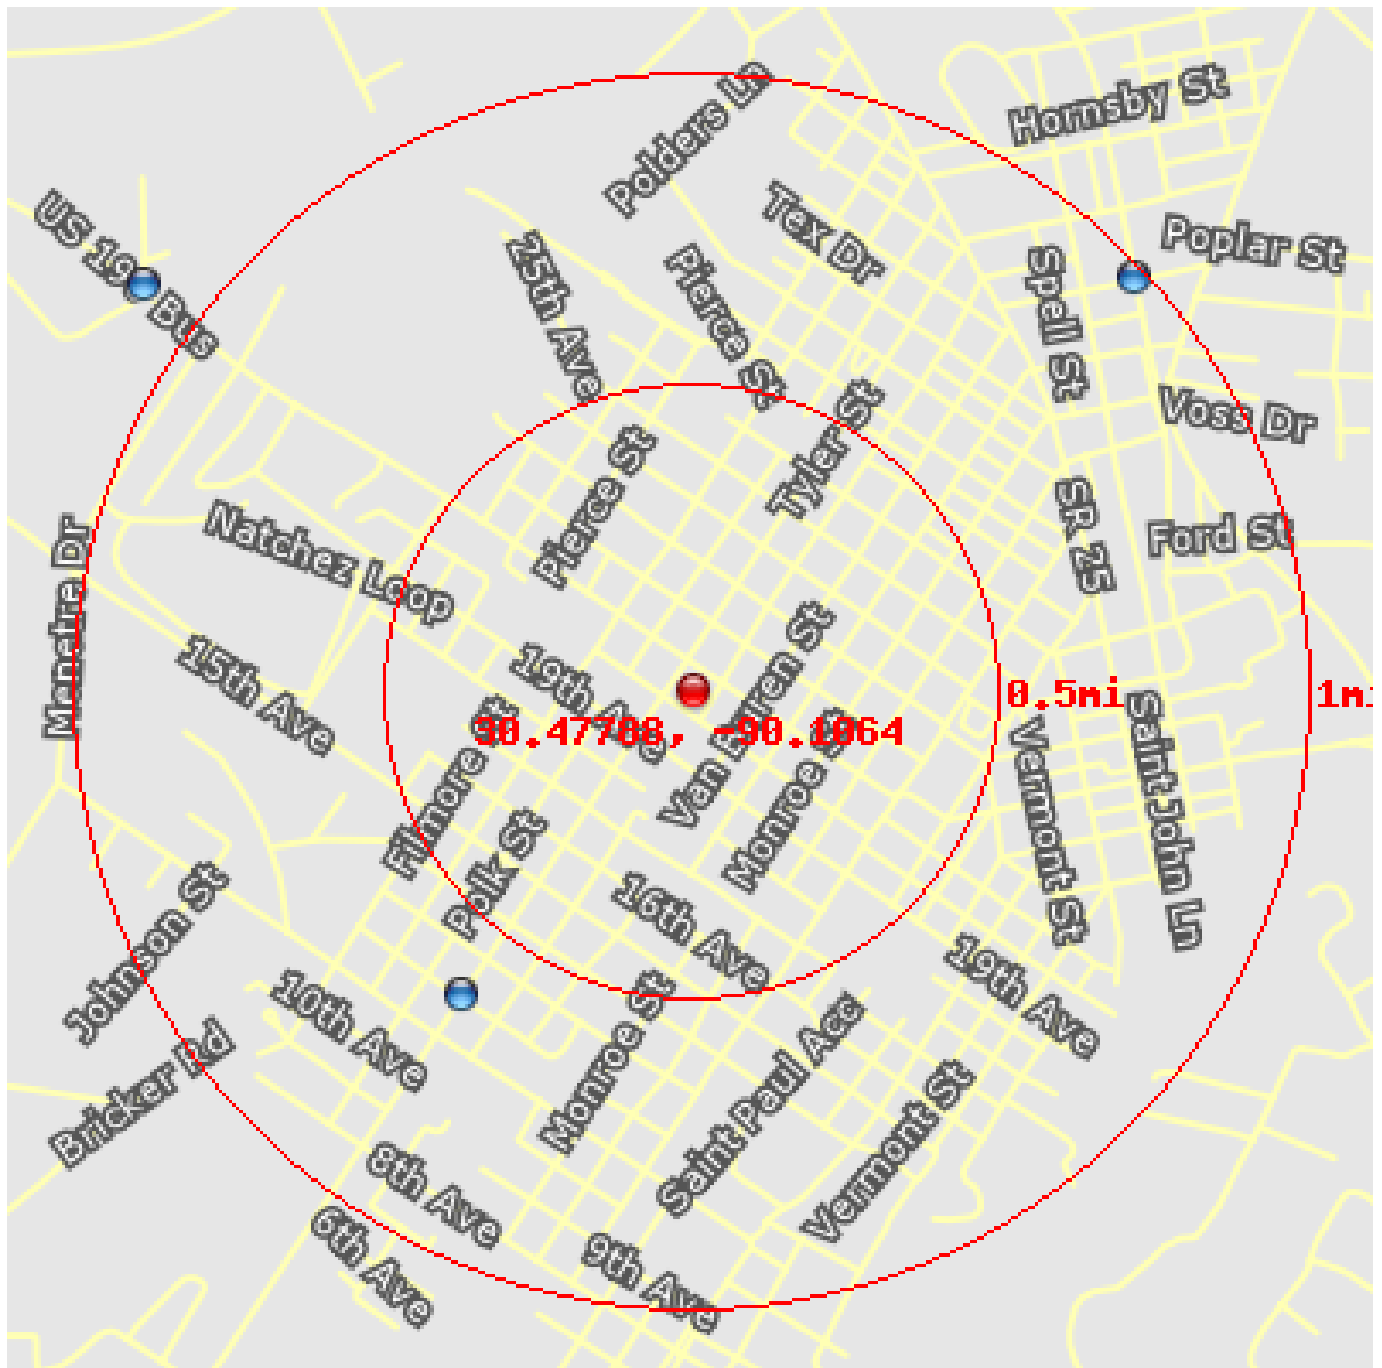 Polders Ln
Hornsby St
US 190 Bus
25th Ave
Pierce St
Tex Dr
Spell St
Poplar St
Voss Dr
Pierce St
Tyler St
SR 25
Ford St
Natchez Loop
Menetre Dr
15th Ave
19th Ave
Van Buren St
0.5mi
1mi
30.47788, -90.1064
Filmore St
Monroe St
Vermont St
Saint John Ln
Polk St
16th Ave
Johnson St
10th Ave
19th Ave
Bricker Rd
Monroe St
Saint Paul Acc
Vermont St
8th Ave
6th Ave
9th Ave